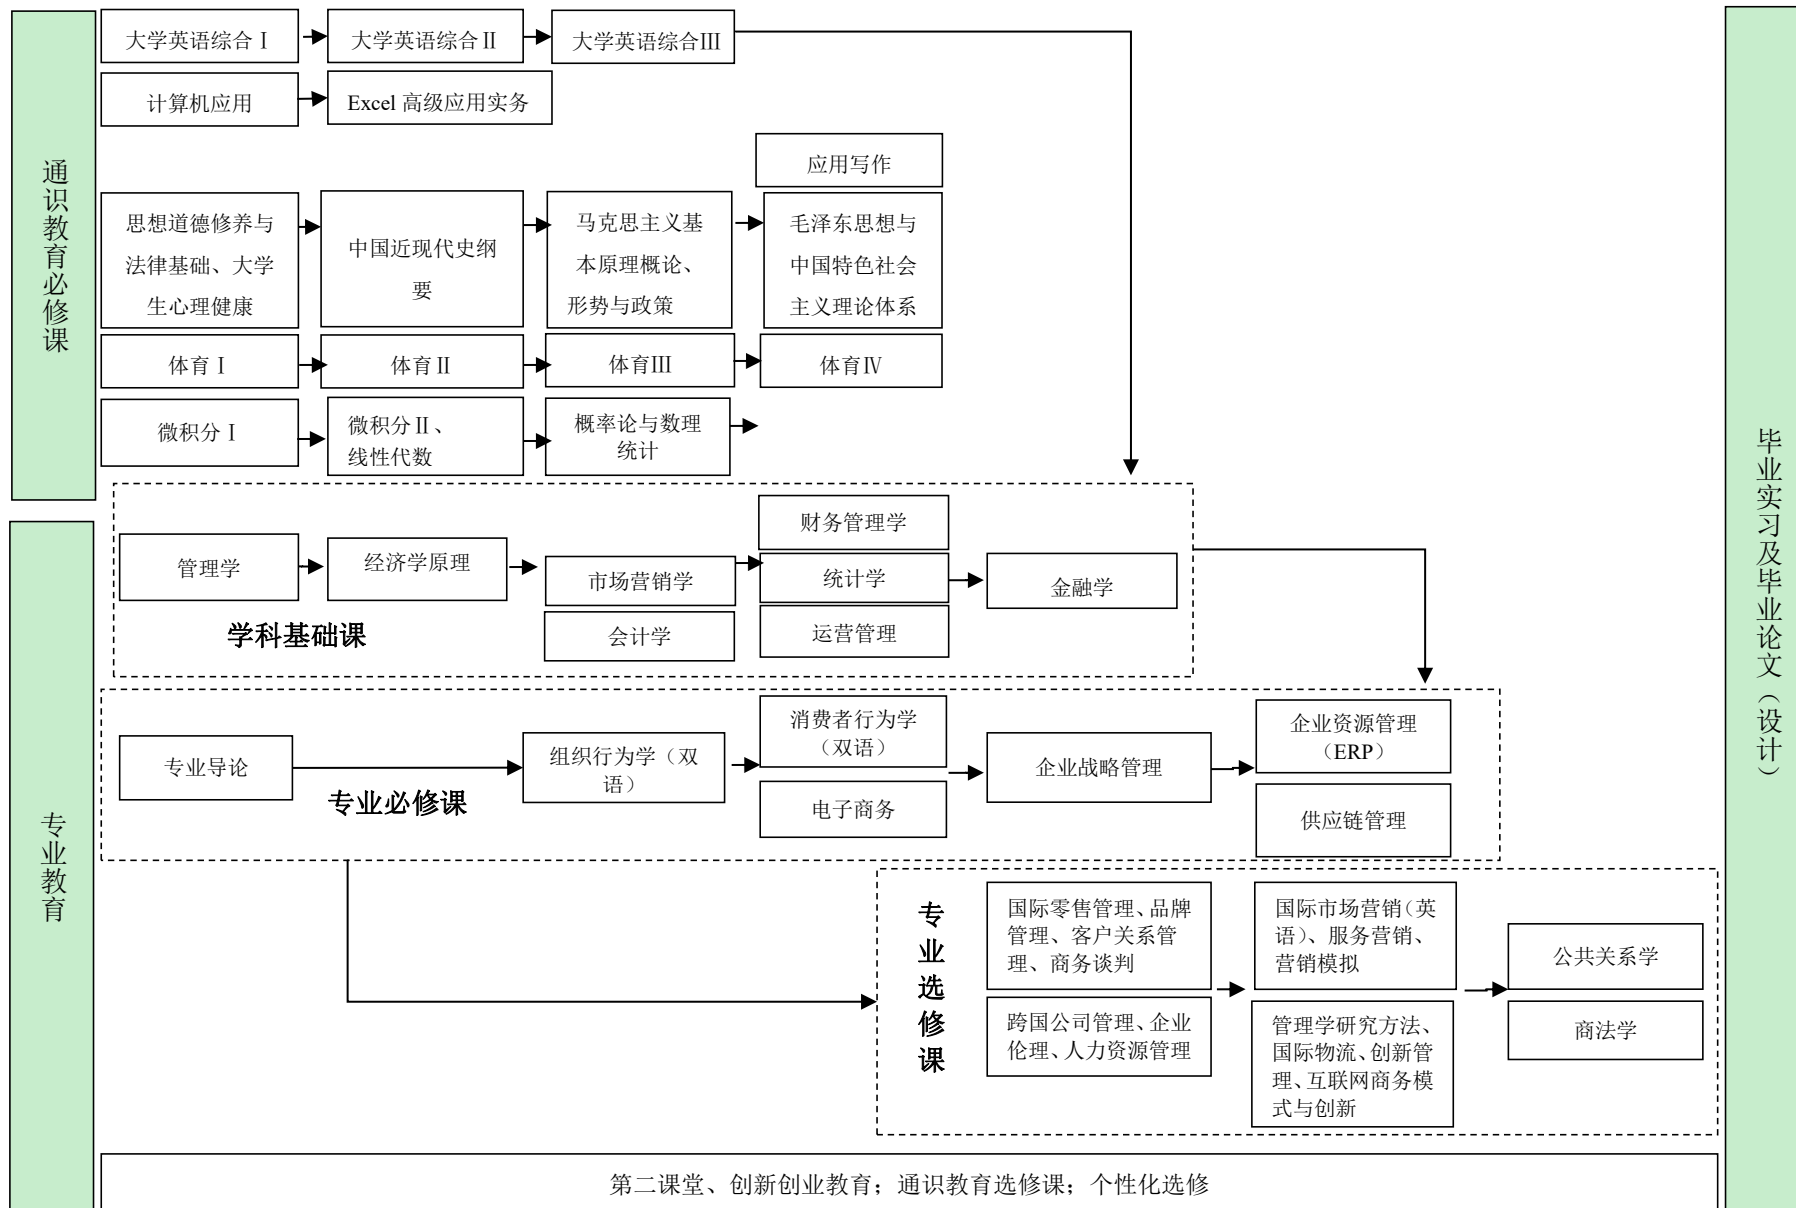 通识教育必修课
大学英语综合Ⅰ
大学英语综合Ⅱ
大学英语综合Ⅲ
计算机应用
Excel 高级应用实务
应用写作
思想道德修养与
法律基础、大学
生心理健康
中国近现代史纲
要
马克思主义基
本原理概论、
形势与政策
毛泽东思想与
中国特色社会
主义理论体系
体育Ⅰ
体育Ⅱ
体育Ⅲ
体育Ⅳ
微积分Ⅰ
微积分Ⅱ、
线性代数
概率论与数理
统计
专业教育
管理学
经济学原理
市场营销学
会计学
财务管理学
统计学
运营管理
金融学
学科基础课
专业导论
组织行为学（双
语）
消费者行为学
（双语）
电子商务
企业战略管理
企业资源管理
（ERP）
供应链管理
专业必修课
专业选修课
国际零售管理、品牌
管理、客户关系管
理、商务谈判
跨国公司管理、企业
伦理、人力资源管理
国际市场营销（英
语）、服务营销、
营销模拟
管理学研究方法、
国际物流、创新管
理、互联网商务模
式与创新
公共关系学
商法学
第二课堂、创新创业教育；通识教育选修课；个性化选修
毕业实习及毕业论文（设计）